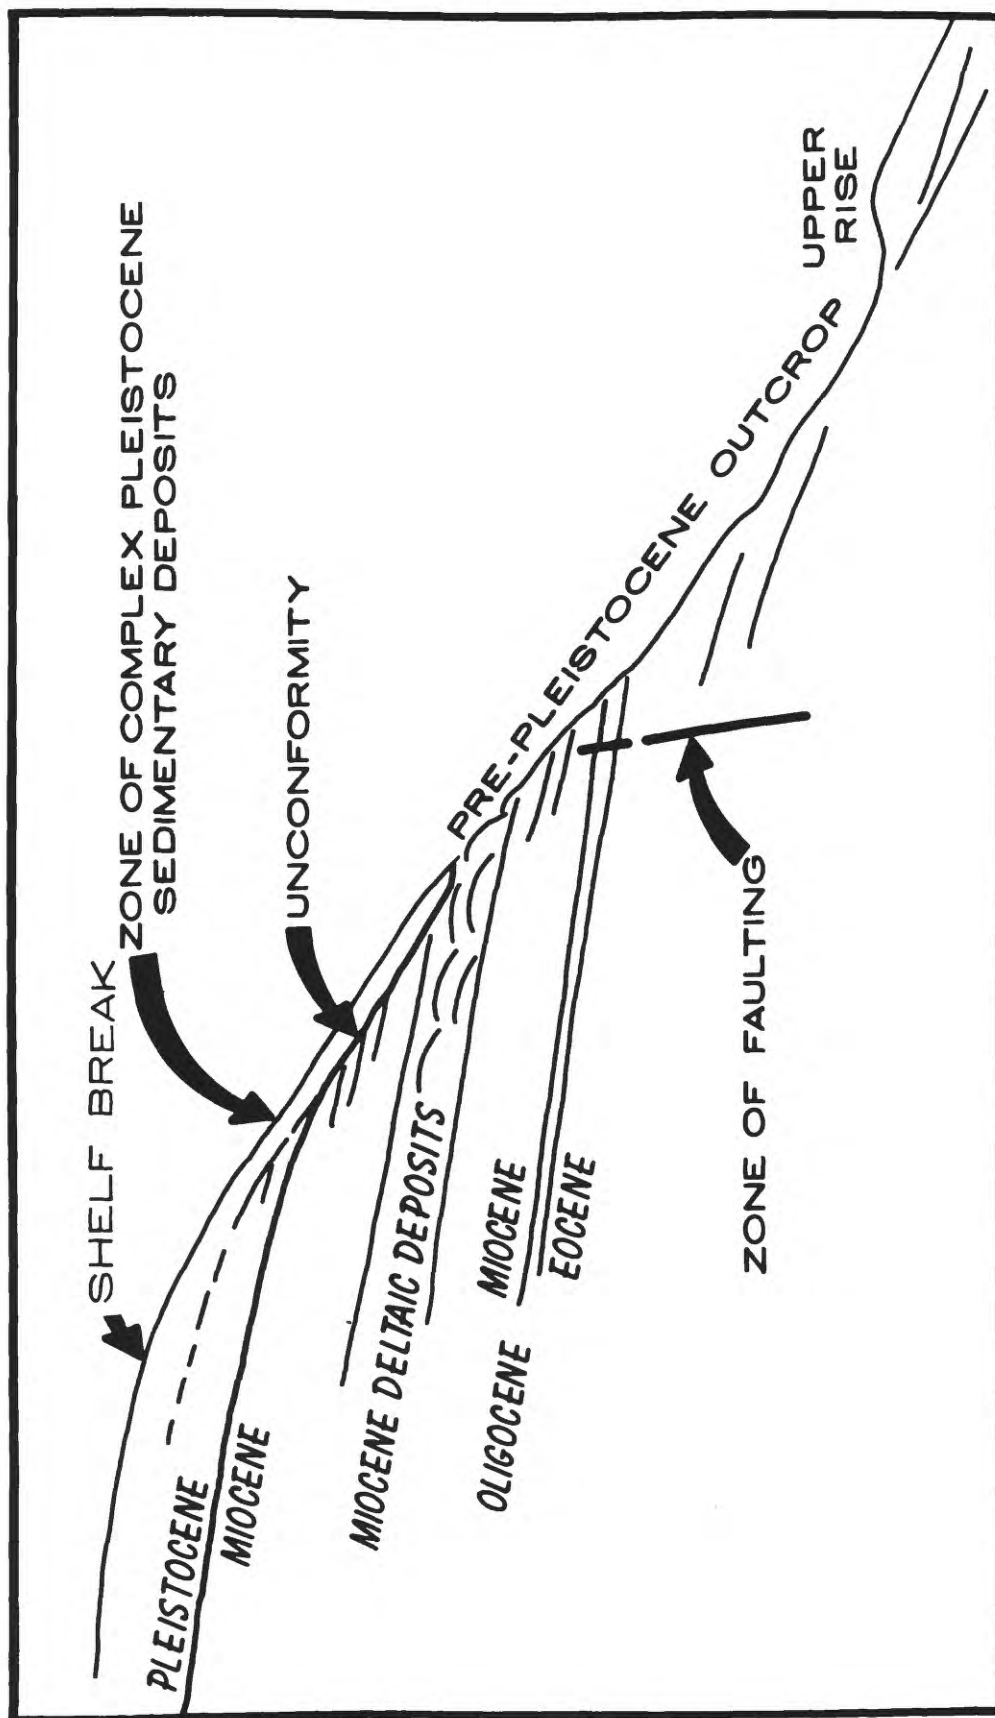 SHELF BREAK
ZONE OF COMPLEX PLEISTOCENE
SEDIMENTARY DEPOSITS
UNCONFORMITY
PLEISTOCENE
MIOCENE
PRE-PLEISTOCENE OUTCROP
UPPER
RISE
MIOCENE DELTAIC DEPOSITS
MIOCENE
OLIGOCENE
EOCENE
ZONE OF FAULTING